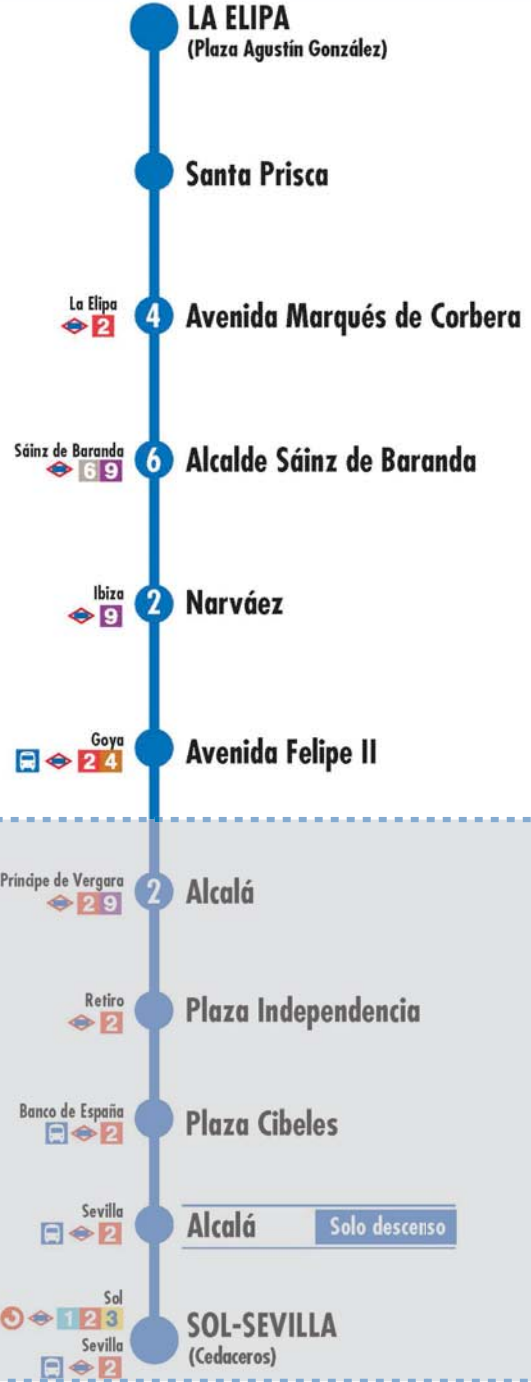 LA ELIPA
(Plaza Agustín González)
Santa Prisca
La Elipa
2
4
Avenida Marqués de Corbera
Sáinz de Baranda
6 9
6
Alcalde Sáinz de Baranda
Ibiza
9
2
Narváez
Goya
2 4
Avenida Felipe II
Príncipe de Vergara
2 9
2
Alcalá
Retiro
2
Plaza Independencia
Banco de España
2
Plaza Cibeles
Sevilla
2
Alcalá
Solo descenso
Sol
1 2 3
Sevilla
2
SOL-SEVILLA
(Cedaceros)